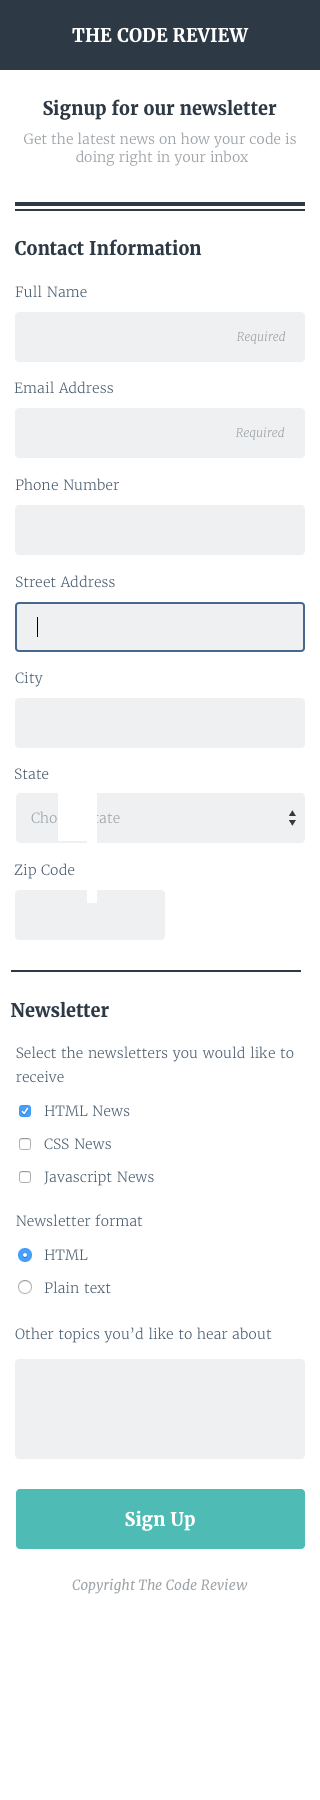 THE CODE REVIEW
Signup for our newsletter
Get the latest news on how your code is
doing right in your inbox
Contact Information
Full Name
Required
Email Address
Required
Phone Number
Street Address
City
State
Zip Code
Newsletter
Select the newsletters you would like to
receive
HTML News
CSS News
Javascript News
Newsletter format
HTML
Plain text
Other topics you’d like to hear about
Sign Up
Copyright The Code Review